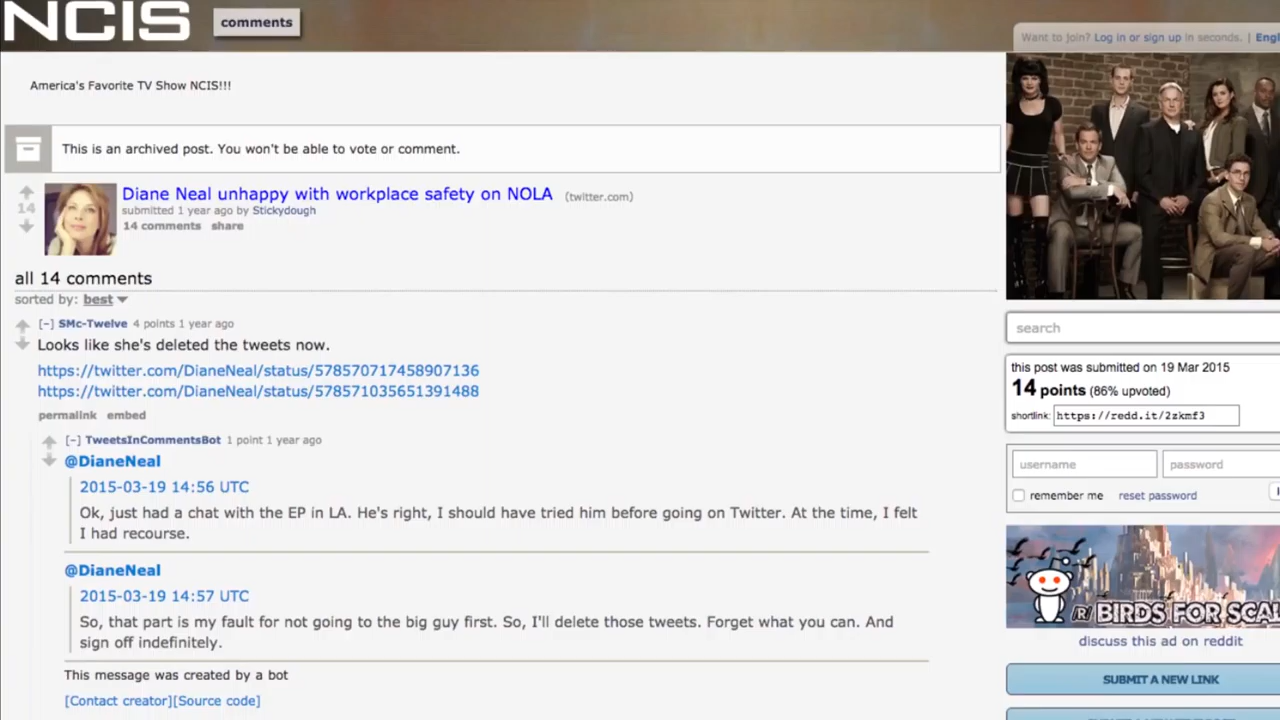 NCIS
comments
Want to join? Log in or sign up in seconds. | Engl
America's Favorite TV Show NCIS!!!
This is an archived post. You won't be able to vote or comment.
14
Diane Neal unhappy with workplace safety on NOLA (twitter.com)
submitted 1 year ago by Stickydough
14 comments share
all 14 comments
sorted by: best
[–] SMc-Twelve 4 points 1 year ago
Looks like she's deleted the tweets now.
https://twitter.com/DianeNeal/status/578570717458907136
https://twitter.com/DianeNeal/status/578571035651391488
permalink embed
[–] TweetsInCommentsBot 1 point 1 year ago
@DianeNeal
2015-03-19 14:56 UTC
Ok, just had a chat with the EP in LA. He's right, I should have tried him before going on Twitter. At the time, I felt
I had recourse.
@DianeNeal
2015-03-19 14:57 UTC
So, that part is my fault for not going to the big guy first. So, I'll delete those tweets. Forget what you can. And
sign off indefinitely.
This message was created by a bot
[Contact creator][Source code]
search
this post was submitted on 19 Mar 2015
14 points (86% upvoted)
shortlink: https://redd.it/2zkmf3
username password
remember me reset password
/R/ BIRDS FOR SCAL
discuss this ad on reddit
SUBMIT A NEW LINK